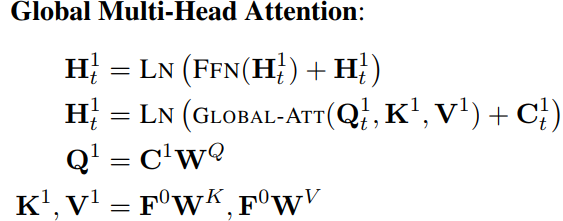 Global Multi-Head Attention:
H_t^1 = LN (FFN(H_t^1) + H_t^1)
H_t^1 = LN (GLOBAL-ATT(Q_t^1, K^1, V^1) + C_t^1)
Q^1 = C^1 W^Q
K^1, V^1 = F^0 W^K, F^0 W^V